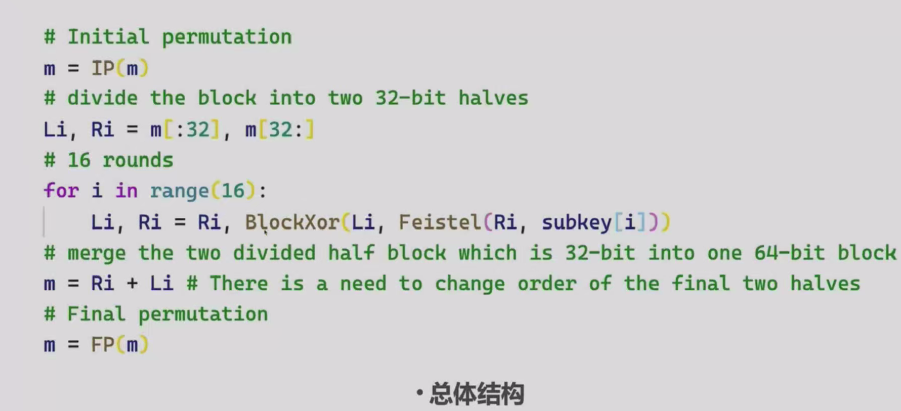 # Initial permutation
m = IP(m)
# divide the block into two 32-bit halves
Li, Ri = m[:32], m[32:]
# 16 rounds
for i in range(16):
    Li, Ri = Ri, BlockXor(Li, Feistel(Ri, subkey[i]))
# merge the two divided half block which is 32-bit into one 64-bit block
m = Ri + Li # There is a need to change order of the final two halves
# Final permutation
m = FP(m)
•总体结构